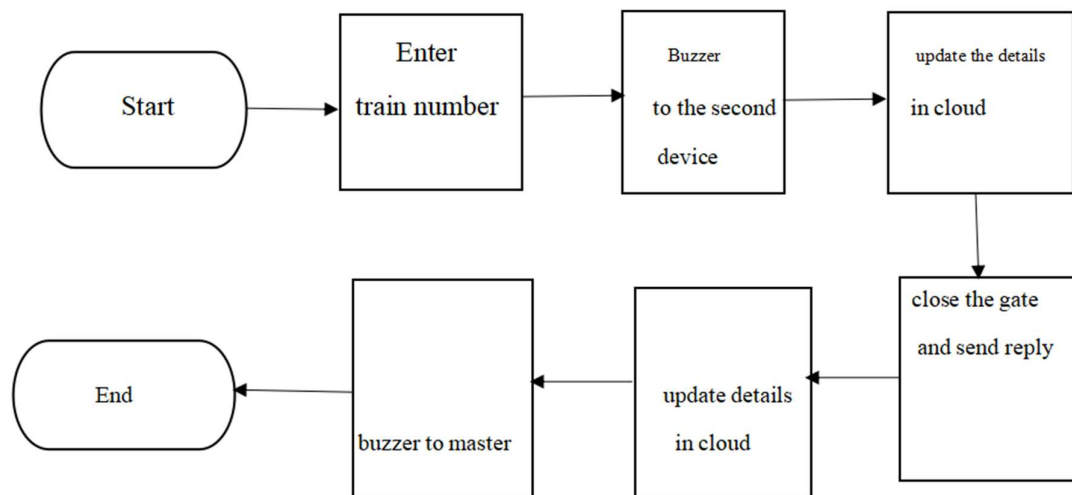 Start
Enter
train number
Buzzer
to the second
device
update the details
in cloud
close the gate
and send reply
update details
in cloud
buzzer to master
End